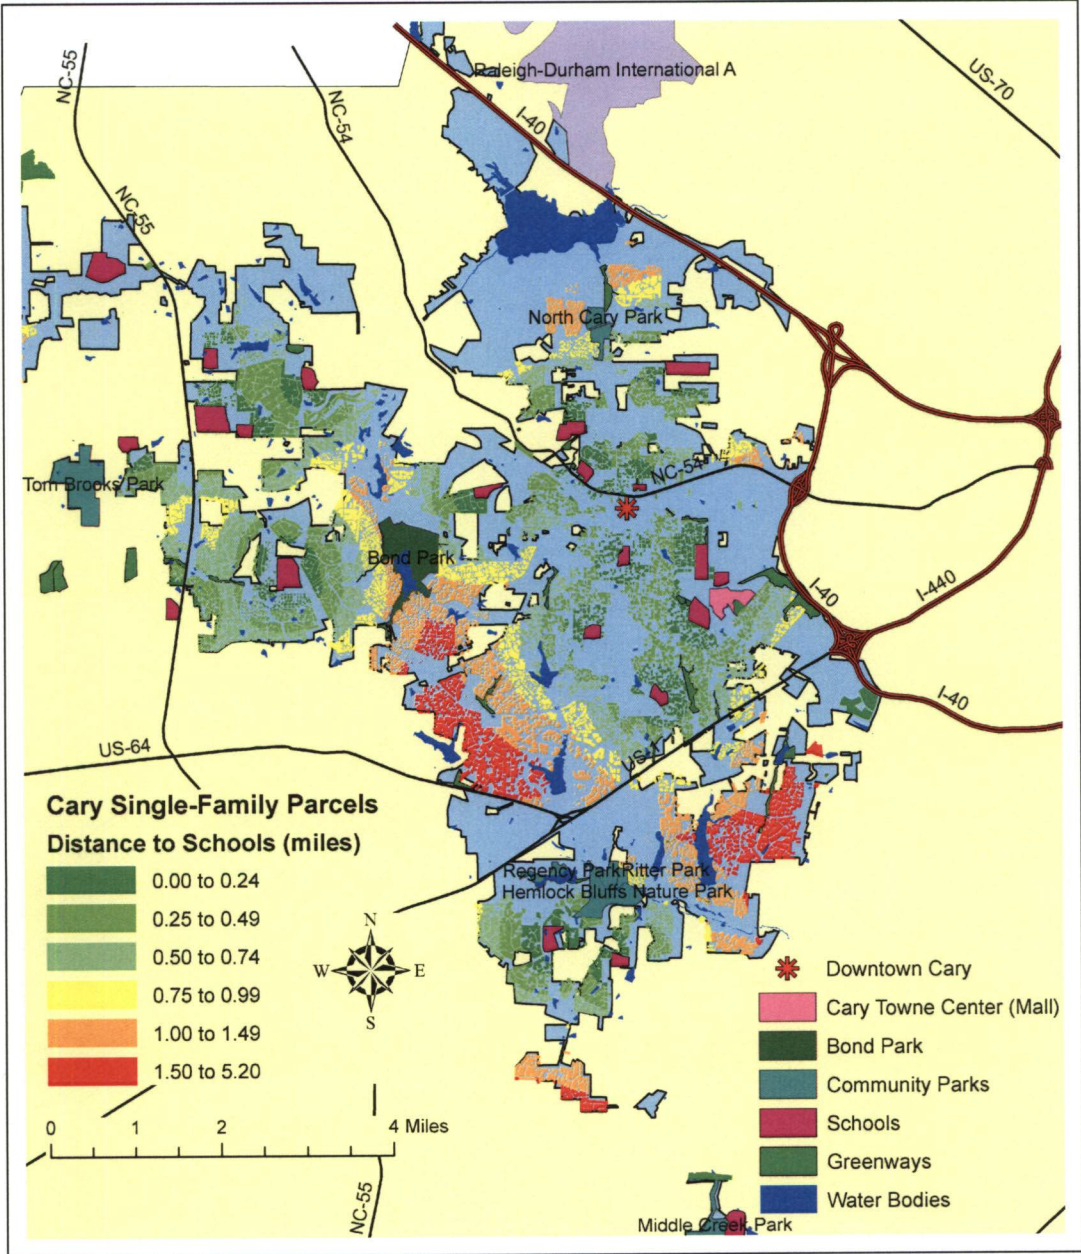 Raleigh-Durham International A
US-70
NC-55
NC-54
I-40
NC-55
North Cary Park
NC-54
Tom Brooks Park
Bond Park
I-40
I-440
I-40
US-1
US-64
Cary Single-Family Parcels
Distance to Schools (miles)
0.00 to 0.24
0.25 to 0.49
0.50 to 0.74
0.75 to 0.99
1.00 to 1.49
1.50 to 5.20
Regency Park Ritter Park
Hemlock Bluffs Nature Park
N
W E
S
Downtown Cary
Cary Towne Center (Mall)
Bond Park
Community Parks
Schools
Greenways
Water Bodies
0 1 2 4 Miles
NC-55
Middle Creek Park